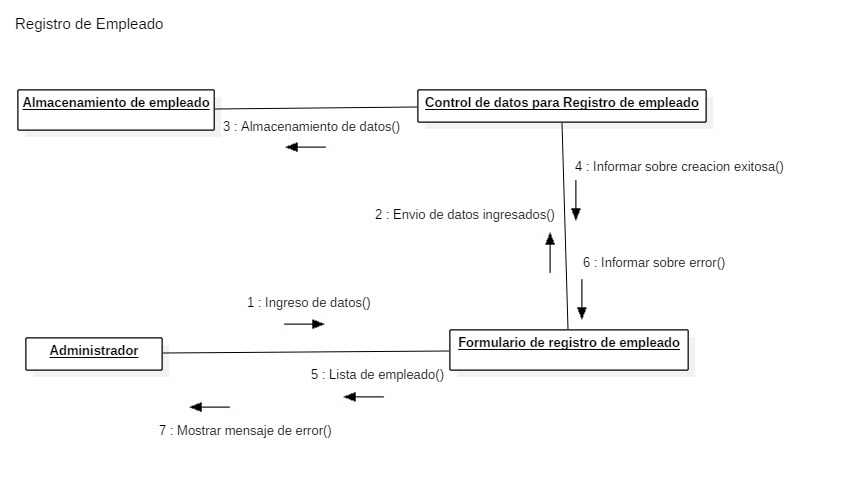 Registro de Empleado
Almacenamiento de empleado
Control de datos para Registro de empleado
3 : Almacenamiento de datos()
4 : Informar sobre creacion exitosa()
2 : Envio de datos ingresados()
6 : Informar sobre error()
1 : Ingreso de datos()
Administrador
Formulario de registro de empleado
5 : Lista de empleado()
7 : Mostrar mensaje de error()